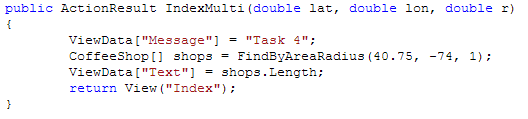 public ActionResult IndexMulti(double lat, double lon, double r)
{
ViewData["Message"] = "Task 4";
CoffeeShop[] shops = FindByAreaRadius(40.75, -74, 1);
ViewData["Text"] = shops.Length;
return View("Index");
}